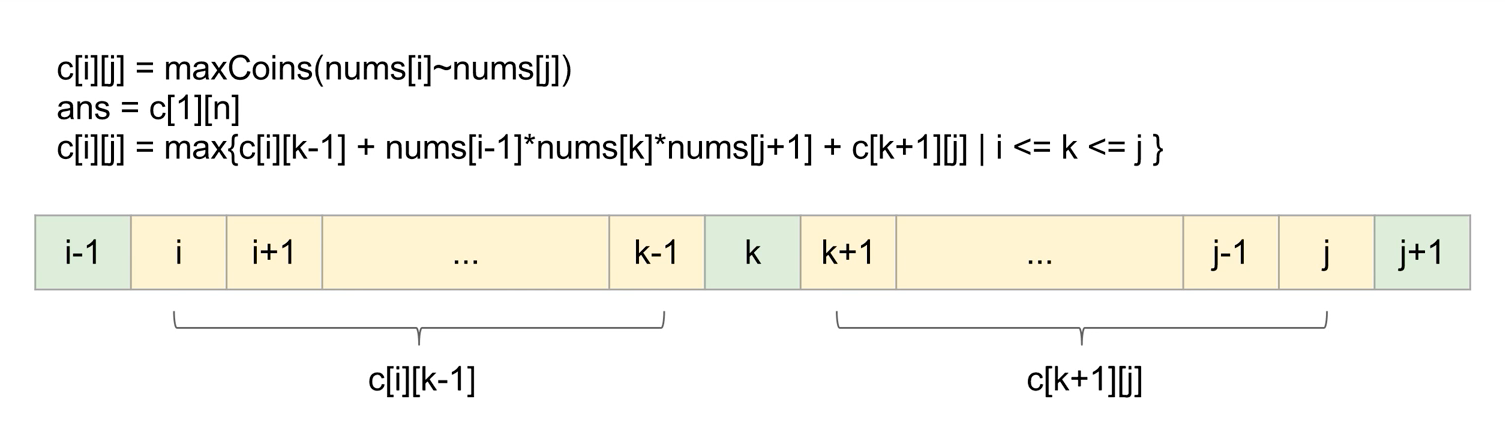 c[i][j] = maxCoins(nums[i]~nums[j])
ans = c[1][n]
c[i][j] = max{c[i][k-1] + nums[i-1]*nums[k]*nums[j+1] + c[k+1][j] | i <= k <= j }
i-1 i i+1 ... k-1 k k+1 ... j-1 j j+1
c[i][k-1] c[k+1][j]